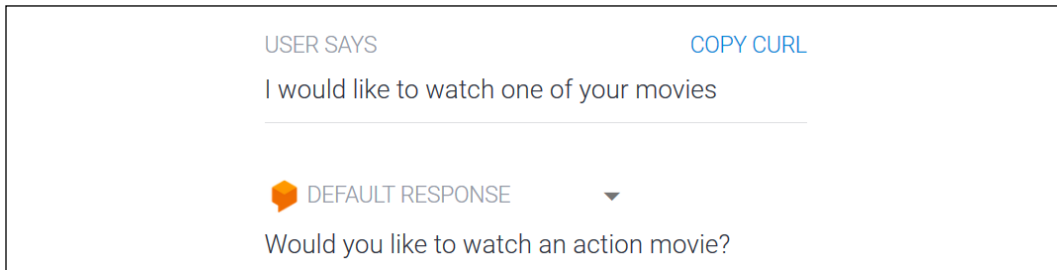 USER SAYS COPY CURL
I would like to watch one of your movies
DEFAULT RESPONSE
Would you like to watch an action movie?